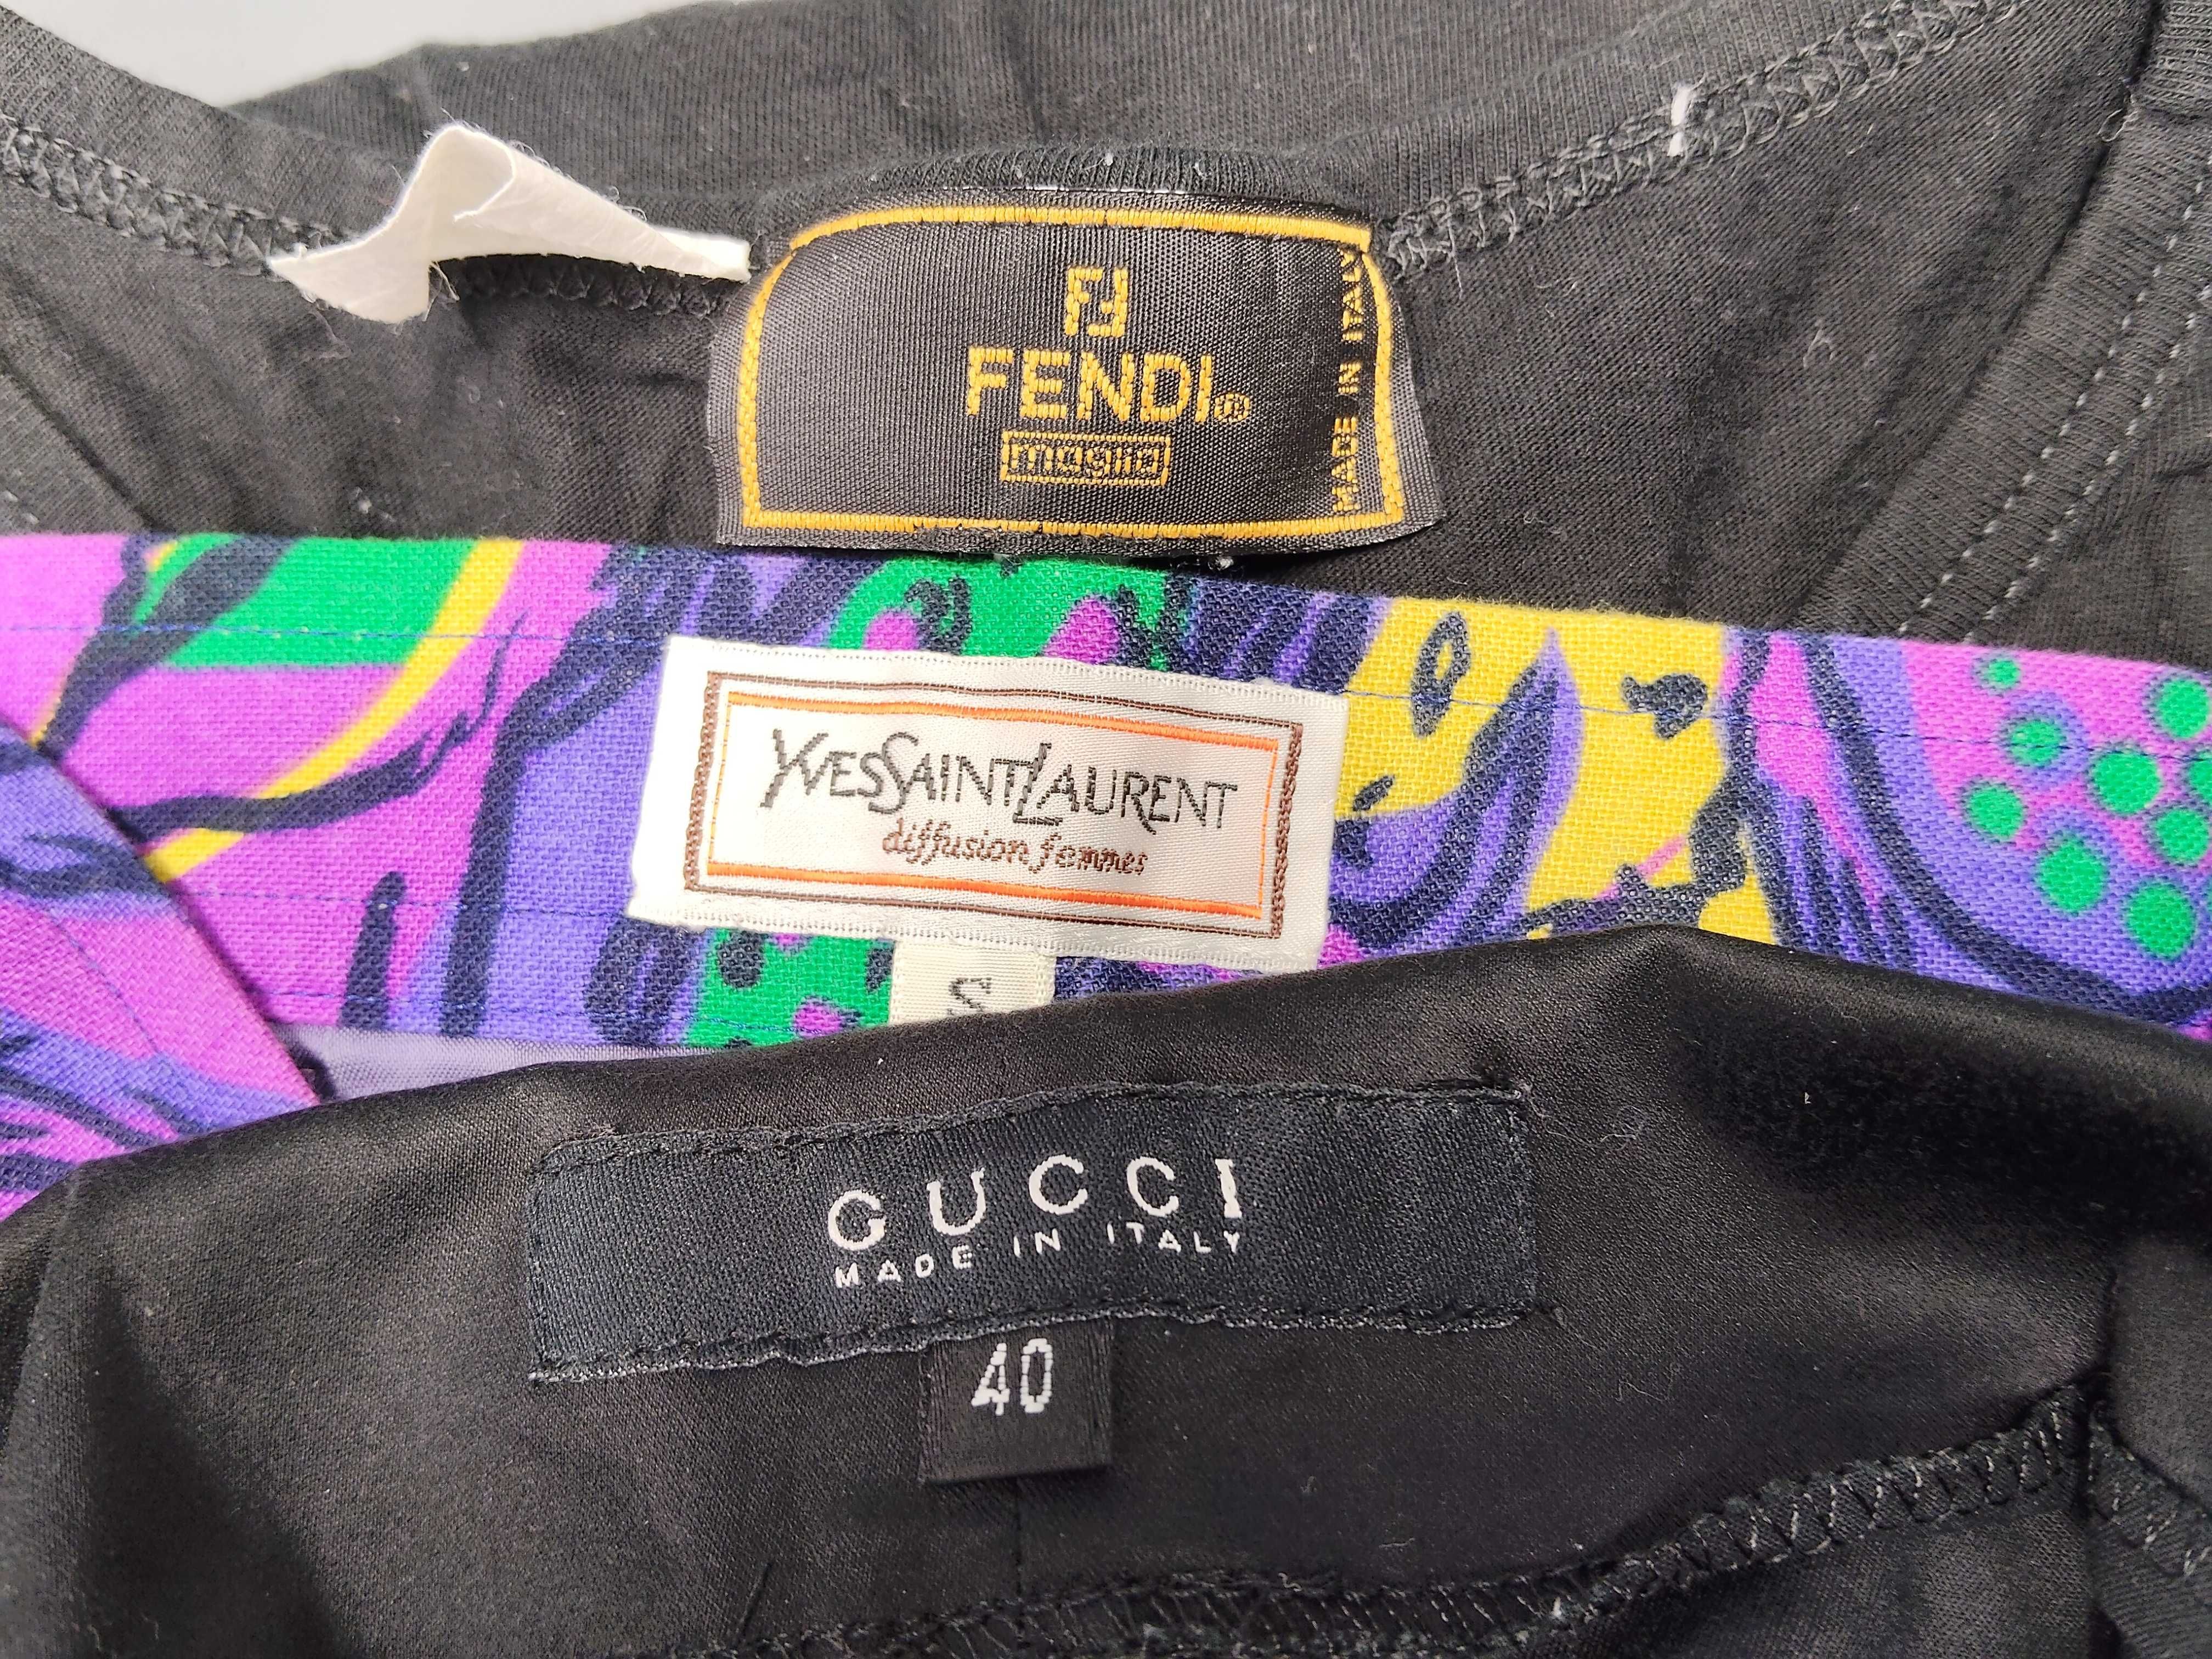 FF
FENDI®
maglia
MADE IN ITALY
YVESSAINTLAURENT
diffusion femmes
GUCCI
MADE IN ITALY
40